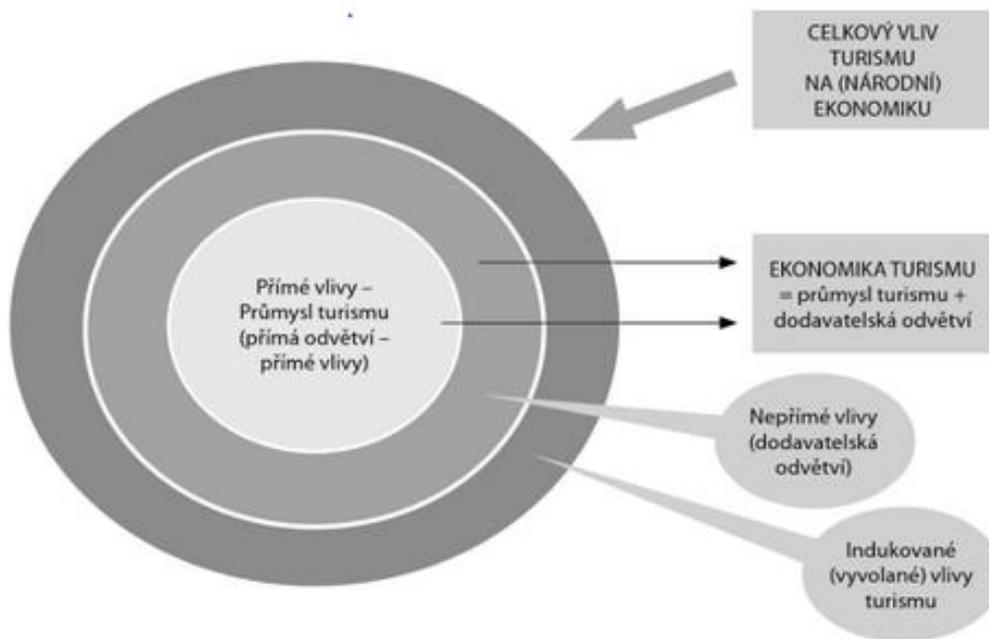 CELKOVÝ VLIV
TURISMU
NA (NÁRODNÍ)
EKONOMIKU
Přímé vlivy –
Průmysl turismu
(přímá odvětví –
přímé vlivy)
EKONOMIKA TURISMU
= průmysl turismu +
dodavatelská odvětví
Nepřímé vlivy
(dodavatelská
odvětví)
Indukované
(vyvolané) vlivy
turismu